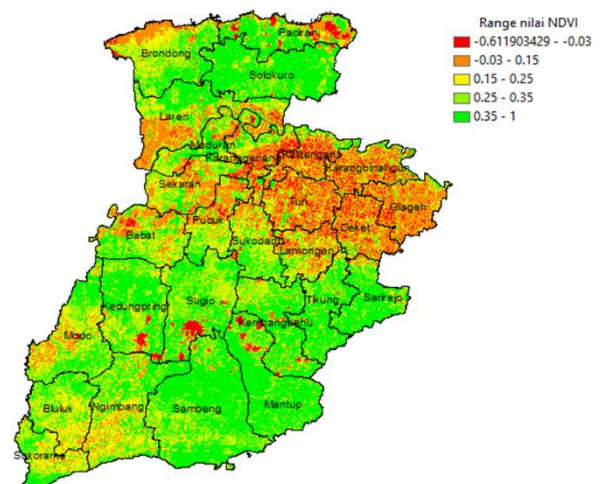 Range nilai NDVI
-0.611903429 - -0.03
-0.03 - 0.15
0.15 - 0.25
0.25 - 0.35
0.35 - 1
Paciran
Brondong
Solokuro
Laren
Maduran
Karanggeneng
Kalitengah
Karangbinangun
Sekaran
Turi
Glagah
Pucuk
Deket
Babat
Sukodadi
Lamongan
Kedungpring
Sugio
Tikung
Sarirejo
Kembangbahu
Modo
Bluluk
Ngimbang
Sambeng
Mantup
Sukorame